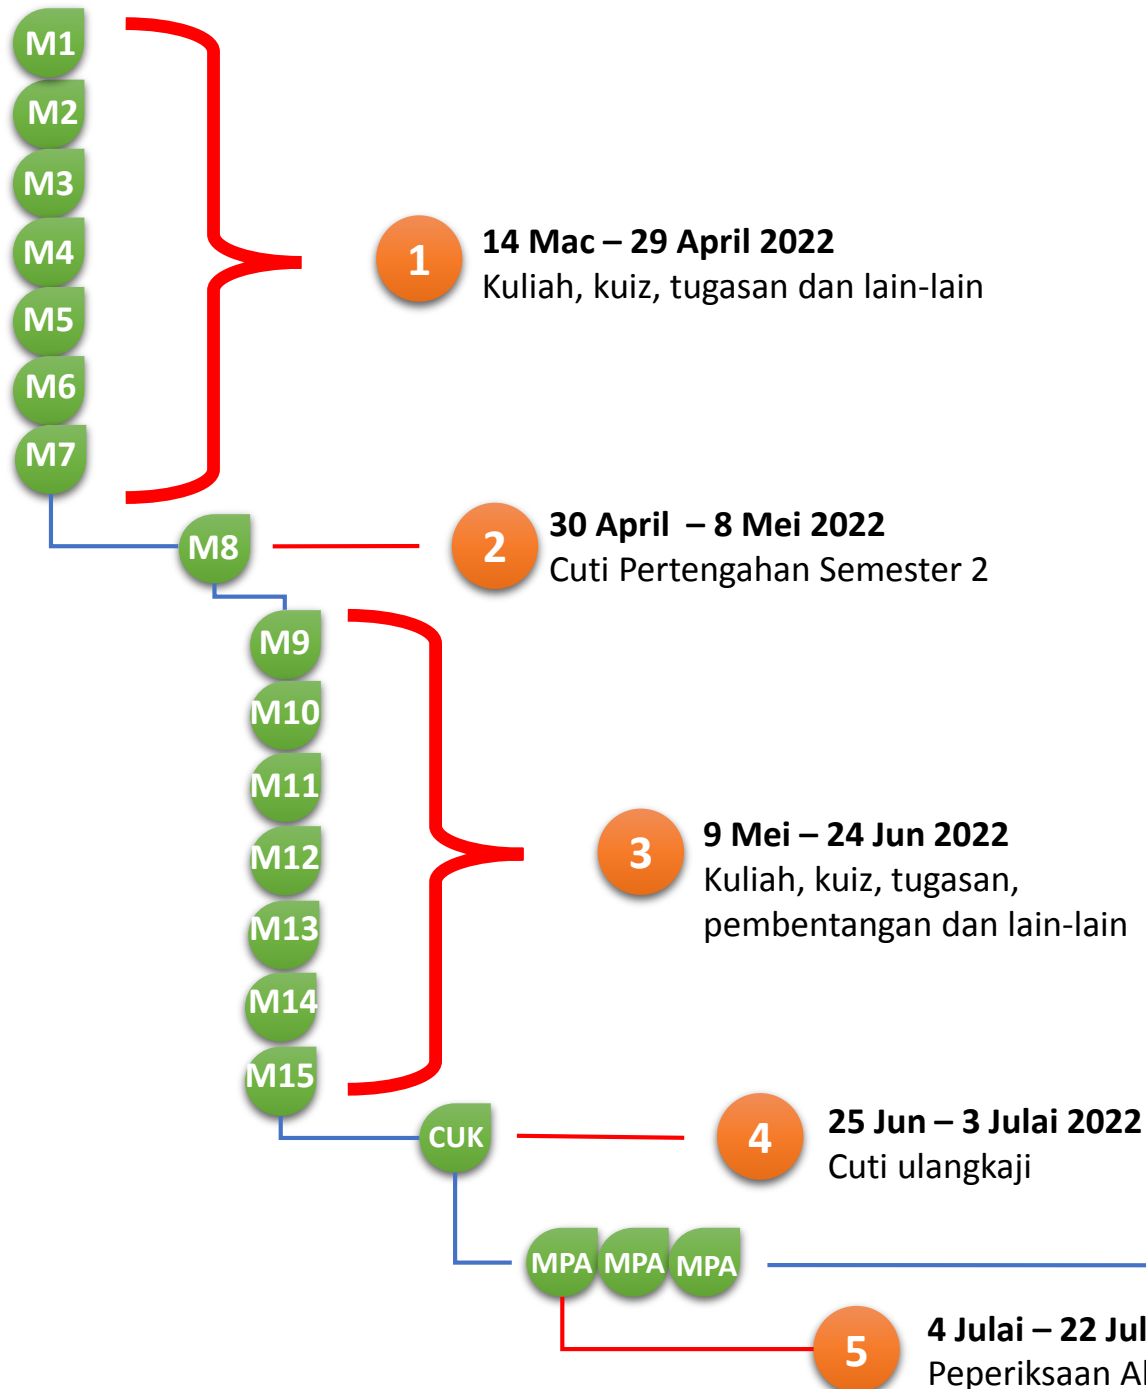 M1
M2
M3
M4
M5
M6
M7
1
14 Mac – 29 April 2022
Kuliah, kuiz, tugasan dan lain-lain
M8
2
30 April – 8 Mei 2022
Cuti Pertengahan Semester 2
M9
M10
M11
M12
M13
M14
M15
3
9 Mei – 24 Jun 2022
Kuliah, kuiz, tugasan,
pembentangan dan lain-lain
CUK
4
25 Jun – 3 Julai 2022
Cuti ulangkaji
MPA MPA MPA
5
4 Julai – 22
Peperiksaan